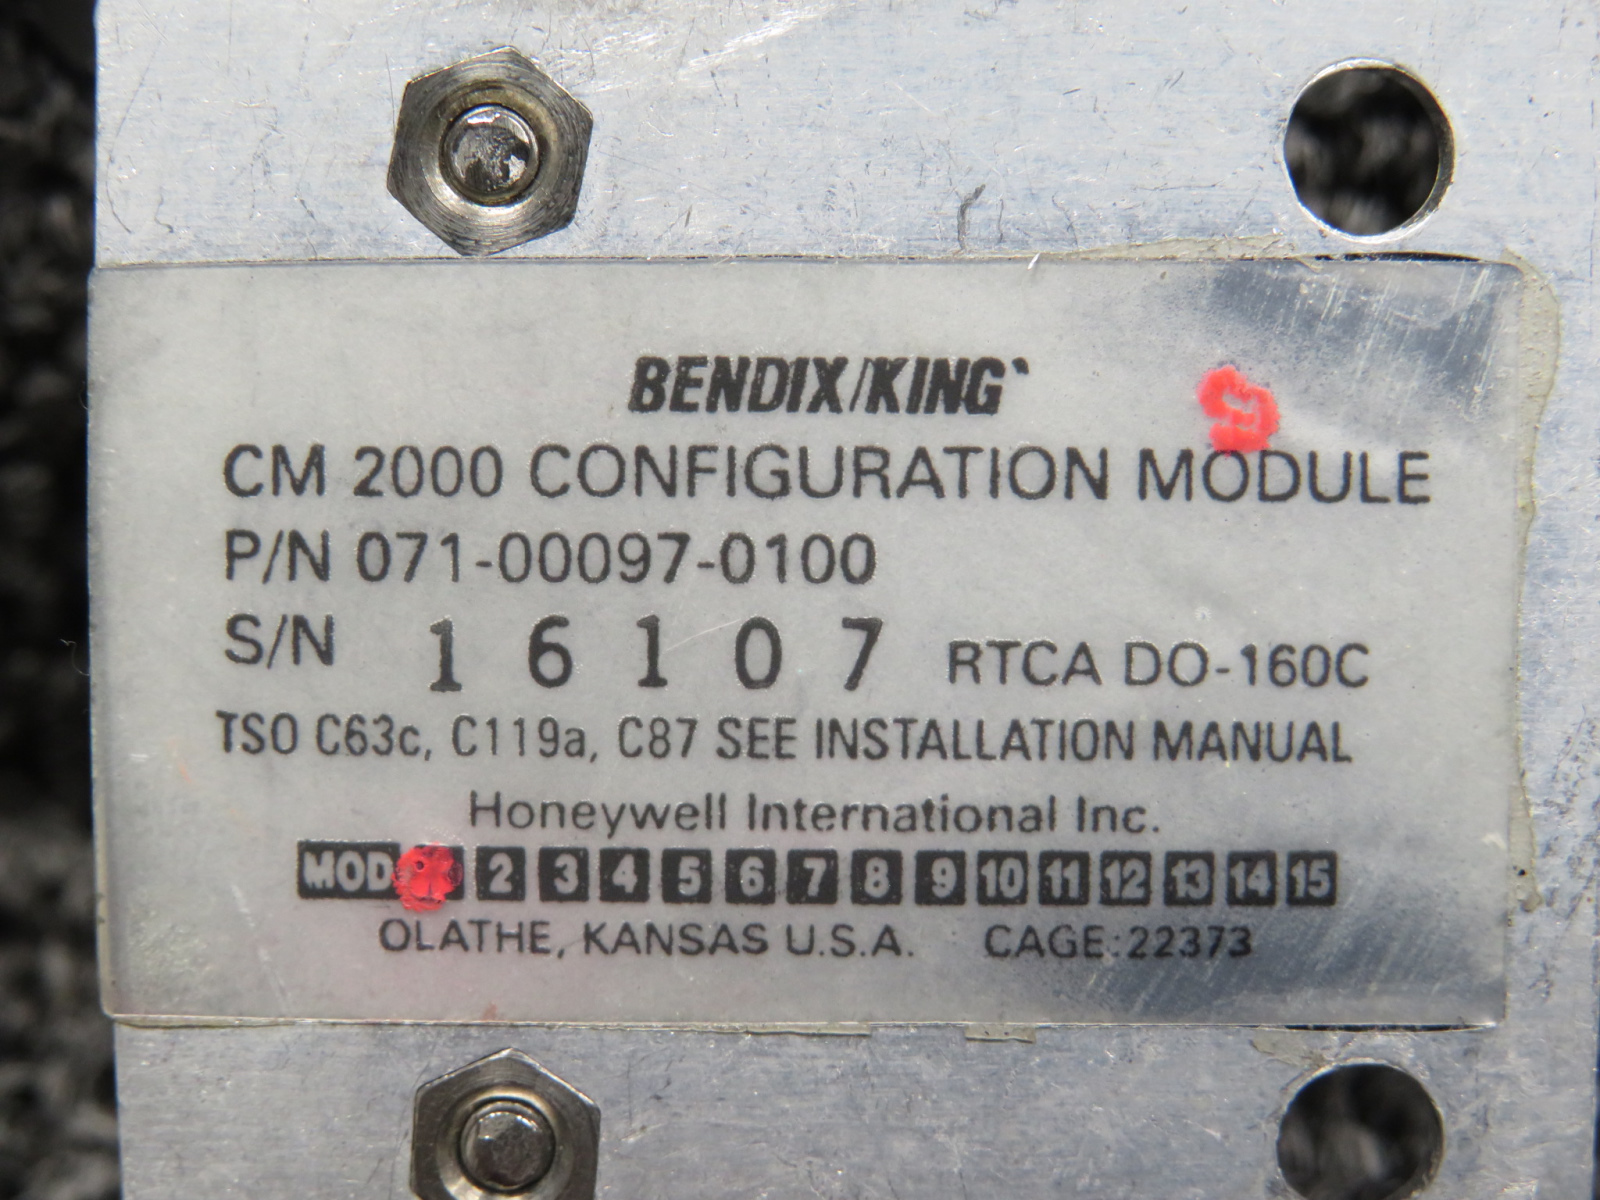 BENDIX/KING
9
CM 2000 CONFIGURATION MODULE
P/N 071-00097-0100
S/N 16107 RTCA DO-160C
TSO C63c, C119a, C87 SEE INSTALLATION MANUAL
Honeywell International Inc.
MOD 2 3 4 5 6 7 8 9 10 11 12 13 14 15
OLATHE, KANSAS U.S.A. CAGE:22373